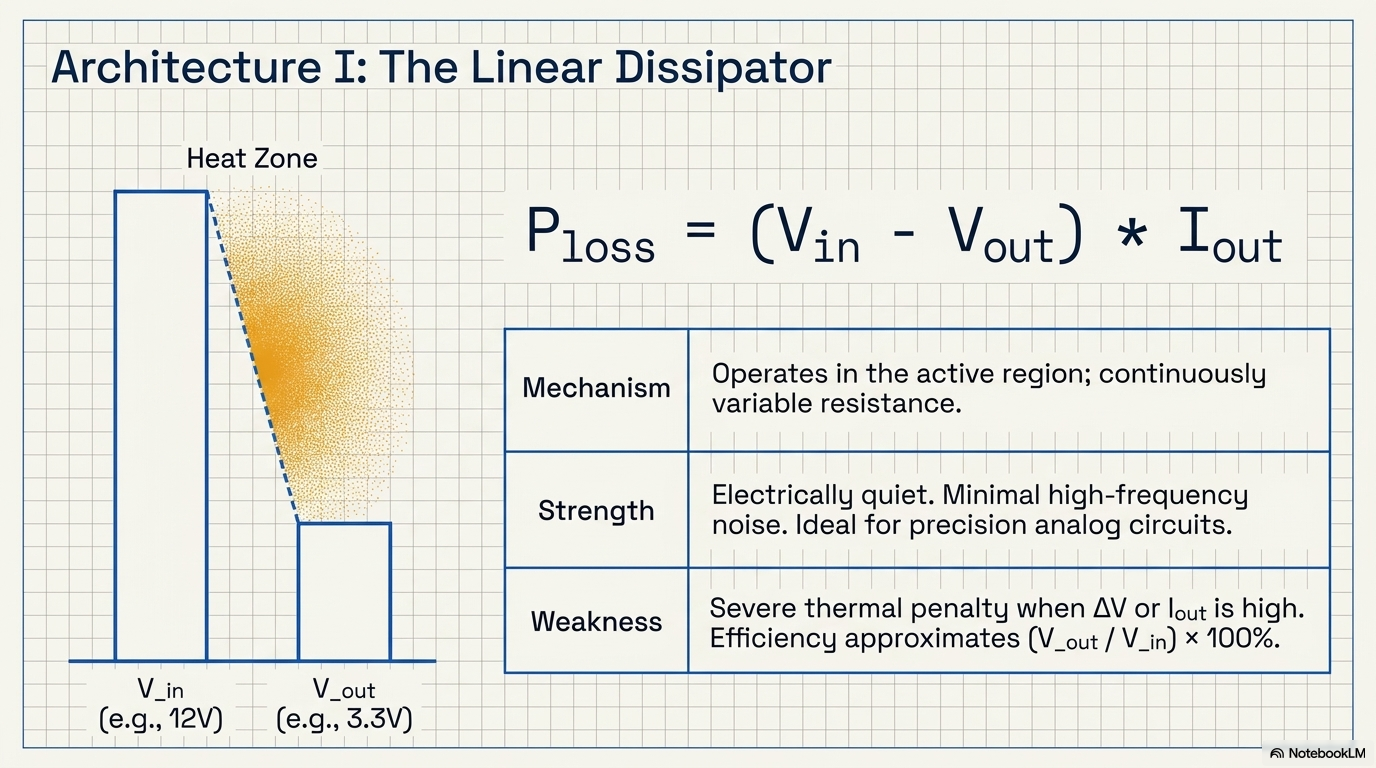 Architecture I: The Linear Dissipator
Heat Zone
V_in
(e.g., 12V)
V_out
(e.g., 3.3V)
P_loss = (V_in - V_out) * I_out
Mechanism
Operates in the active region; continuously
variable resistance.
Strength
Electrically quiet. Minimal high-frequency
noise. Ideal for precision analog circuits.
Weakness
Severe thermal penalty when ΔV or I_out is high.
Efficiency approximates (V_out / V_in) × 100%.
NotebookLM